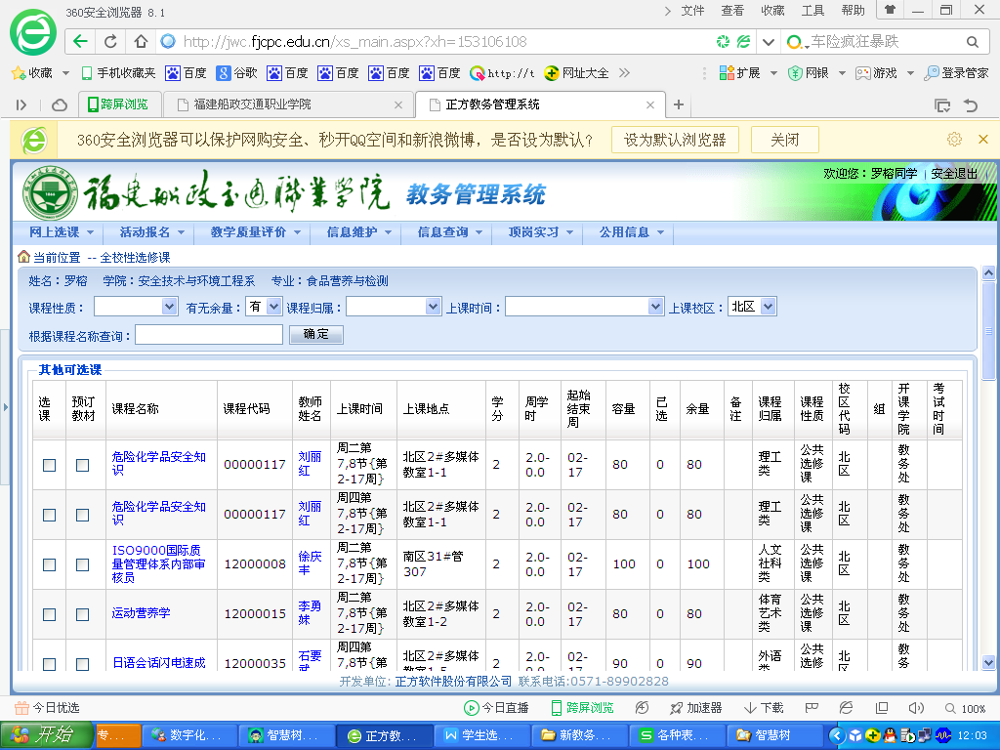 360安全浏览器 8.1
文件 查看 收藏 工具 帮助
http://jwc.fjcpc.edu.cn/xs_main.aspx?xh=153106108
车险疯狂暴跌
收藏 手机收藏夹 百度 谷歌 百度 百度 百度 百度 http://t 网址大全 扩展 网银 游戏 登录管家
跨屏浏览 福建船政交通职业学院 正方教务管理系统
360安全浏览器可以保护网购安全、秒开QQ空间和新浪微博，是否设为默认？ 设为默认浏览器 关闭
福建船政交通職業学院 教务管理系统
欢迎您：罗榕同学 安全退出
网上选课 活动报名 教学质量评价 信息维护 信息查询 顶岗实习 公用信息
当前位置 -- 全校性选修课
姓名：罗榕 学院：安全技术与环境工程系 专业：食品营养与检测
课程性质： 有无余量： 有 课程归属： 上课时间： 上课校区： 北区
根据课程名称查询： 确定
其他可选课
选课 预订教材 课程名称 课程代码 教师姓名 上课时间 上课地点 学分 周学时 起始结束周 容量 已选 余量 备注 课程归属 课程性质 校区代码 组 开课学院 考试时间
危险化学品安全知识 00000117 刘丽红 周二第7,8节{第2-17周} 北区2#多媒体教室1-1 2 2.0-0.0 02-17 80 0 80 理工类 公共选修课 北区 教务处
危险化学品安全知识 00000117 刘丽红 周四第7,8节{第2-17周} 北区2#多媒体教室1-1 2 2.0-0.0 02-17 80 0 80 理工类 公共选修课 北区 教务处
ISO9000国际质量管理体系内部审核员 12000008 徐庆丰 周二第7,8节{第2-17周} 南区31#管307 2 2.0-0.0 02-17 100 0 100 人文社科类 公共选修课 北区 教务处
运动营养学 12000015 李勇妹 周二第7,8节{第2-17周} 北区2#多媒体教室1-2 2 2.0-0.0 02-17 80 0 80 体育艺术类 公共选修课 北区 教务处
日语会话闪电速成 12000035 石要武 周四第7,8节{第 北区2#多媒体教室1-5 2 2.0-0.0 02-17 90 0 90 外语类 公共选修 北区 教务
开发单位: 正方软件股份有限公司 联系电话:0571-89902828
今日优选 今日直播 跨屏浏览 加速器 下载 100%
开始 专... 数字化... 智慧树... 正方教... 学生选... 新教务... 各种表... 智慧树 12:03